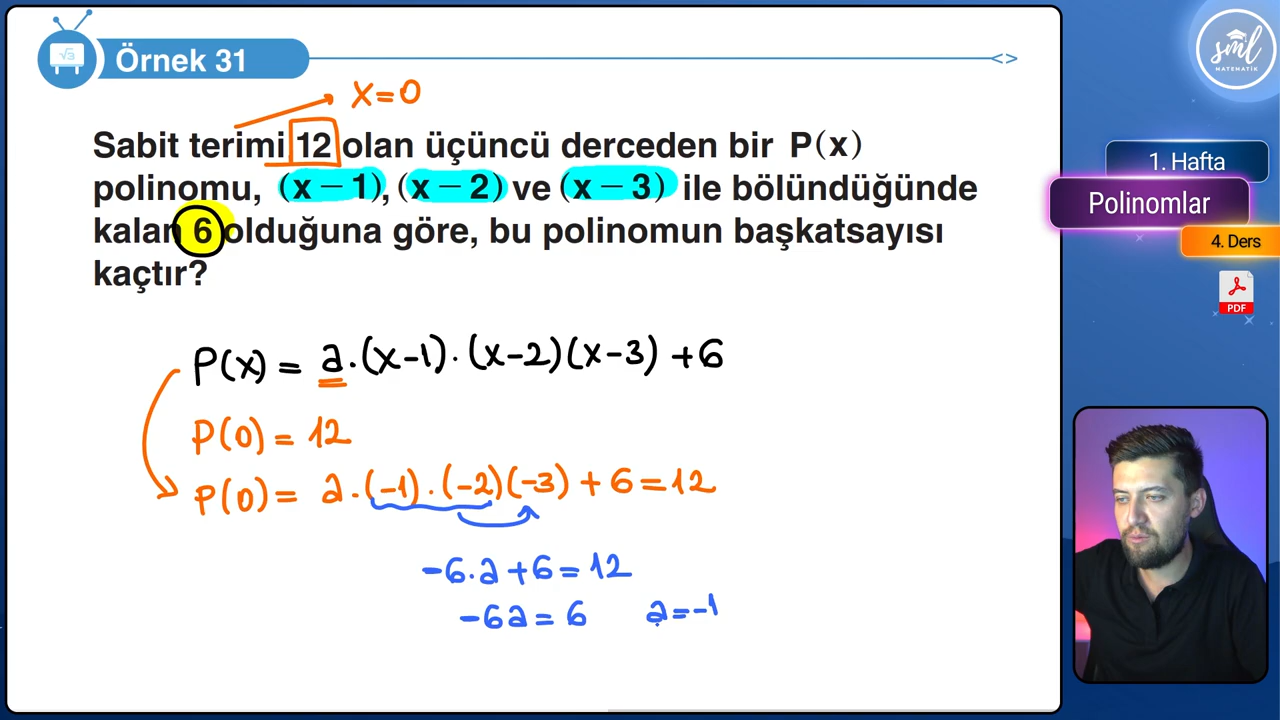 Örnek 31
<>
sml
MATEMATİK
x=0
Sabit terimi 12 olan üçüncü dereceden bir P(x)
polinomu, (x − 1), (x − 2) ve (x − 3) ile bölündüğünde
kalan 6 olduğuna göre, bu polinomun başkatsayısı
kaçtır?
1. Hafta
Polinomlar
4. Ders
PDF
P(x) = a.(x-1).(x-2)(x-3) +6
P(0) = 12
P(0) = a.(-1).(-2)(-3) + 6 = 12
-6.a + 6 = 12
-6a = 6 a=-1